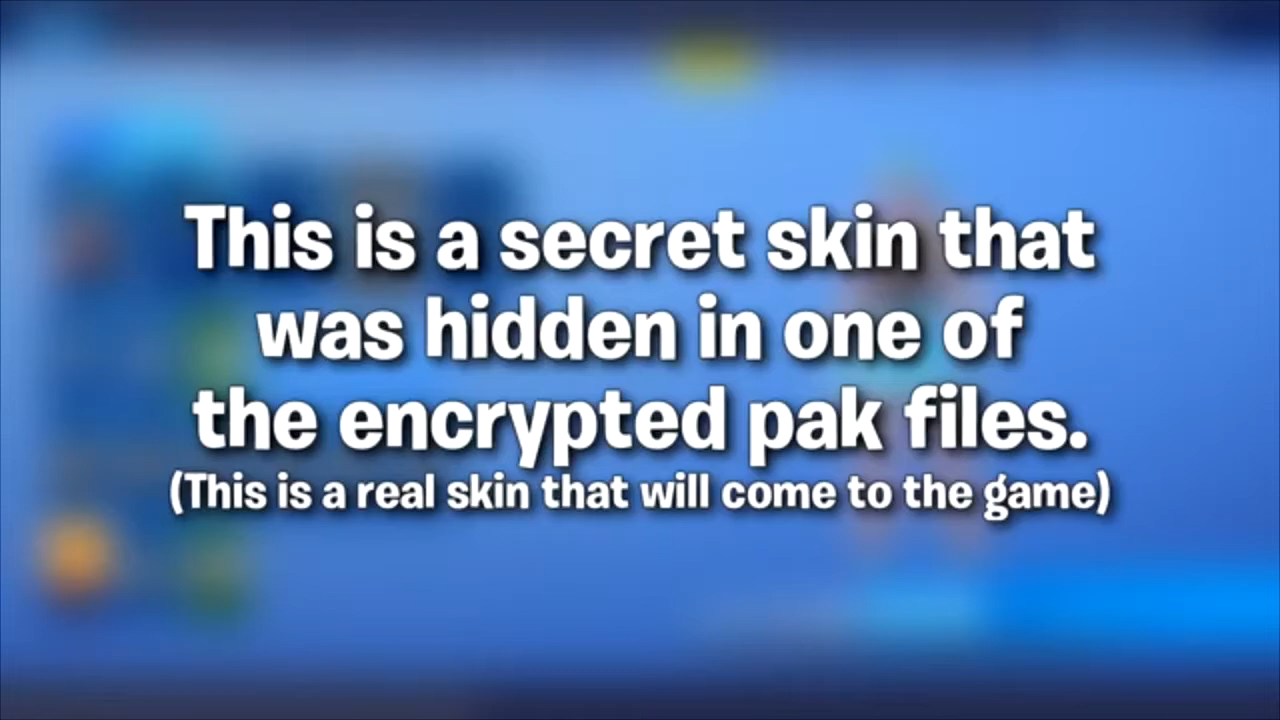 This is a secret skin that
was hidden in one of
the encrypted pak files.
(This is a real skin that will come to the game)